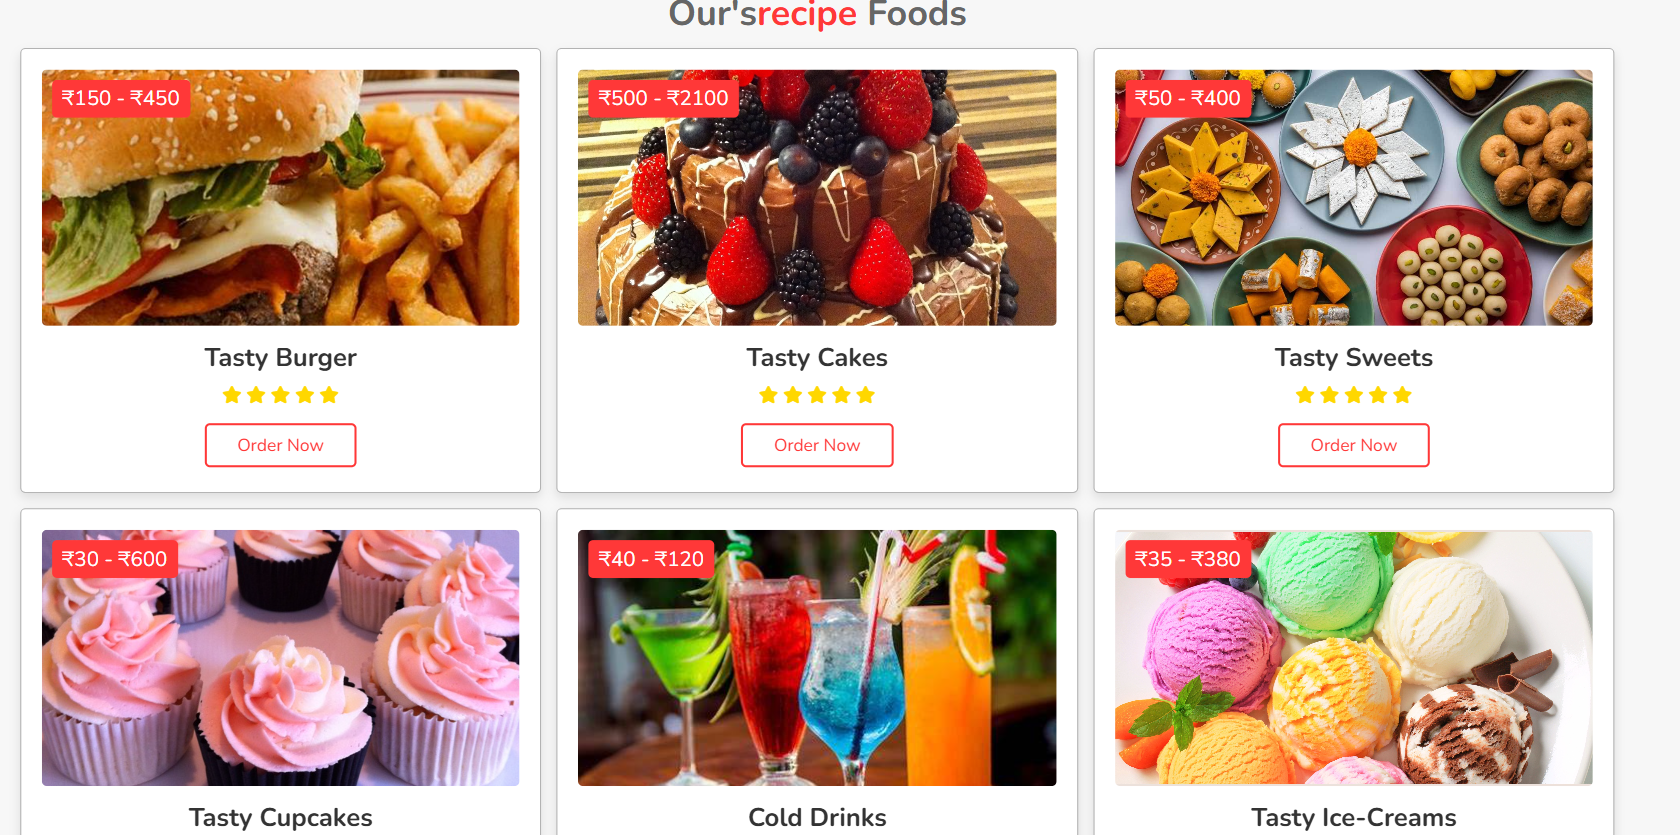 Our'srecipe Foods
₹150 - ₹450
₹500 - ₹2100
₹50 - ₹400
Tasty Burger
Tasty Cakes
Tasty Sweets
Order Now
Order Now
Order Now
₹30 - ₹600
₹40 - ₹120
₹35 - ₹380
Tasty Cupcakes
Cold Drinks
Tasty Ice-Creams